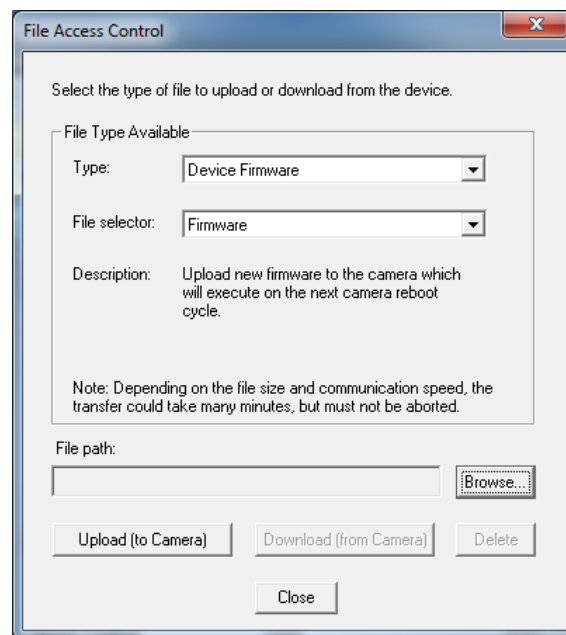 File Access Control
Select the type of file to upload or download from the device.
File Type Available
Type:
Device Firmware
File selector:
Firmware
Description:
Upload new firmware to the camera which
will execute on the next camera reboot
cycle.
Note: Depending on the file size and communication speed, the
transfer could take many minutes, but must not be aborted.
File path:
Browse...
Upload (to Camera)
Download (from Camera)
Delete
Close